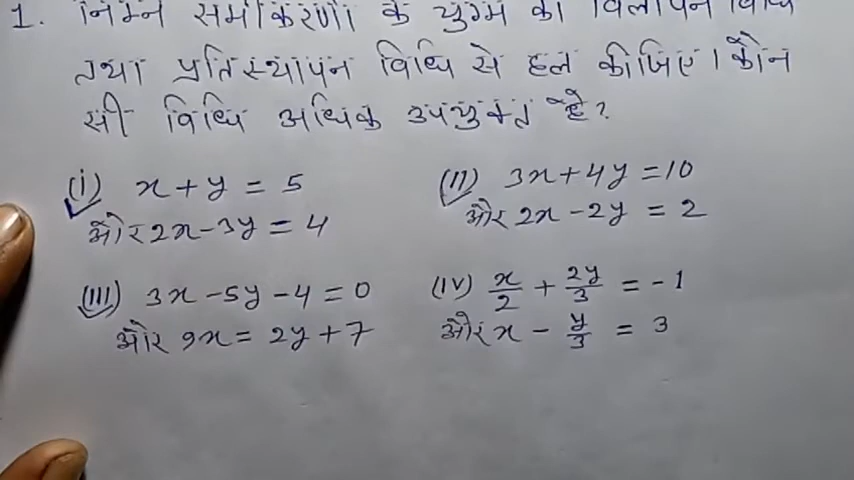 1. निम्न समीकरणों के युग्म को विलोपन विधि
तथा प्रतिस्थापन विधि से हल कीजिए। कौन
सी विधि अधिक उपयुक्त है?
(i) x + y = 5 (II) 3x + 4y = 10
और 2x - 3y = 4 और 2x - 2y = 2
(III) 3x - 5y - 4 = 0 (IV) x/2 + 2y/3 = -1
और 9x = 2y + 7 और x - y/3 = 3